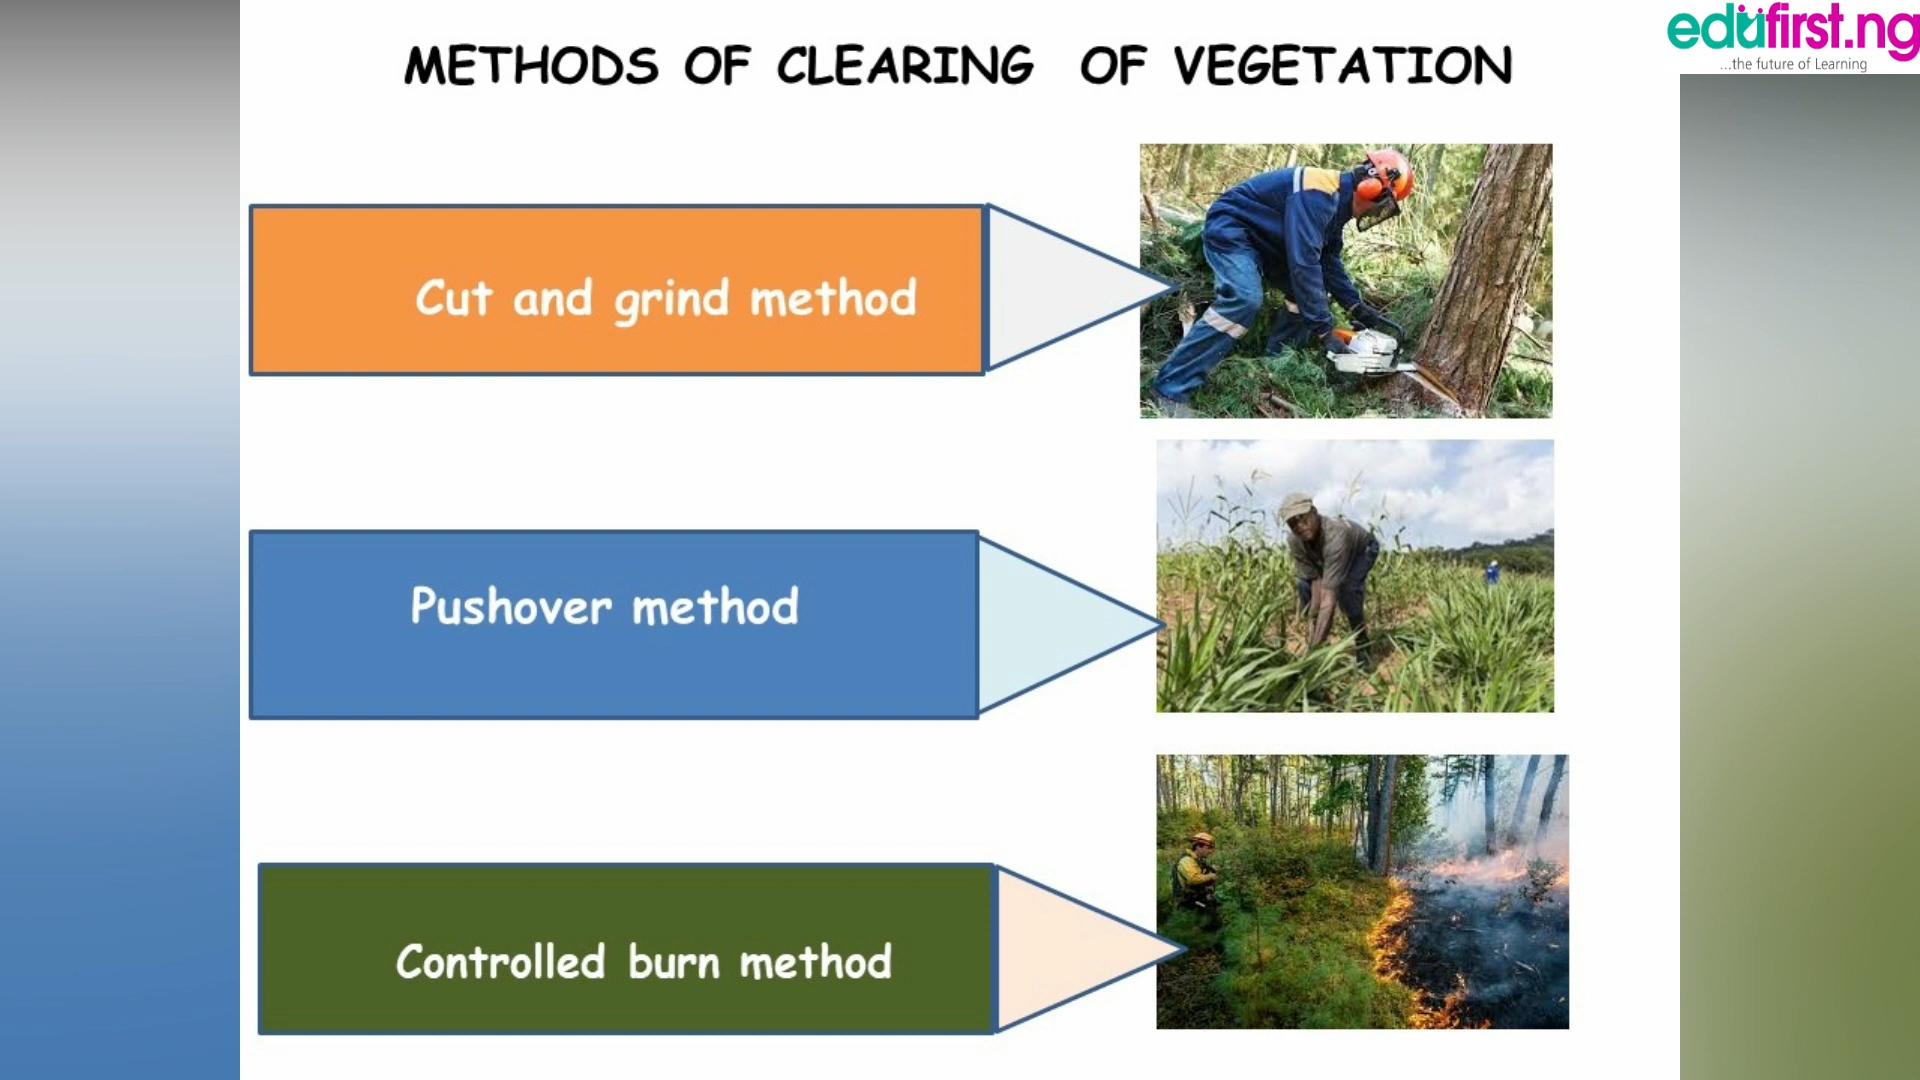 edufirst.ng
...the future of Learning
METHODS OF CLEARING OF VEGETATION
Cut and grind method
Pushover method
Controlled burn method